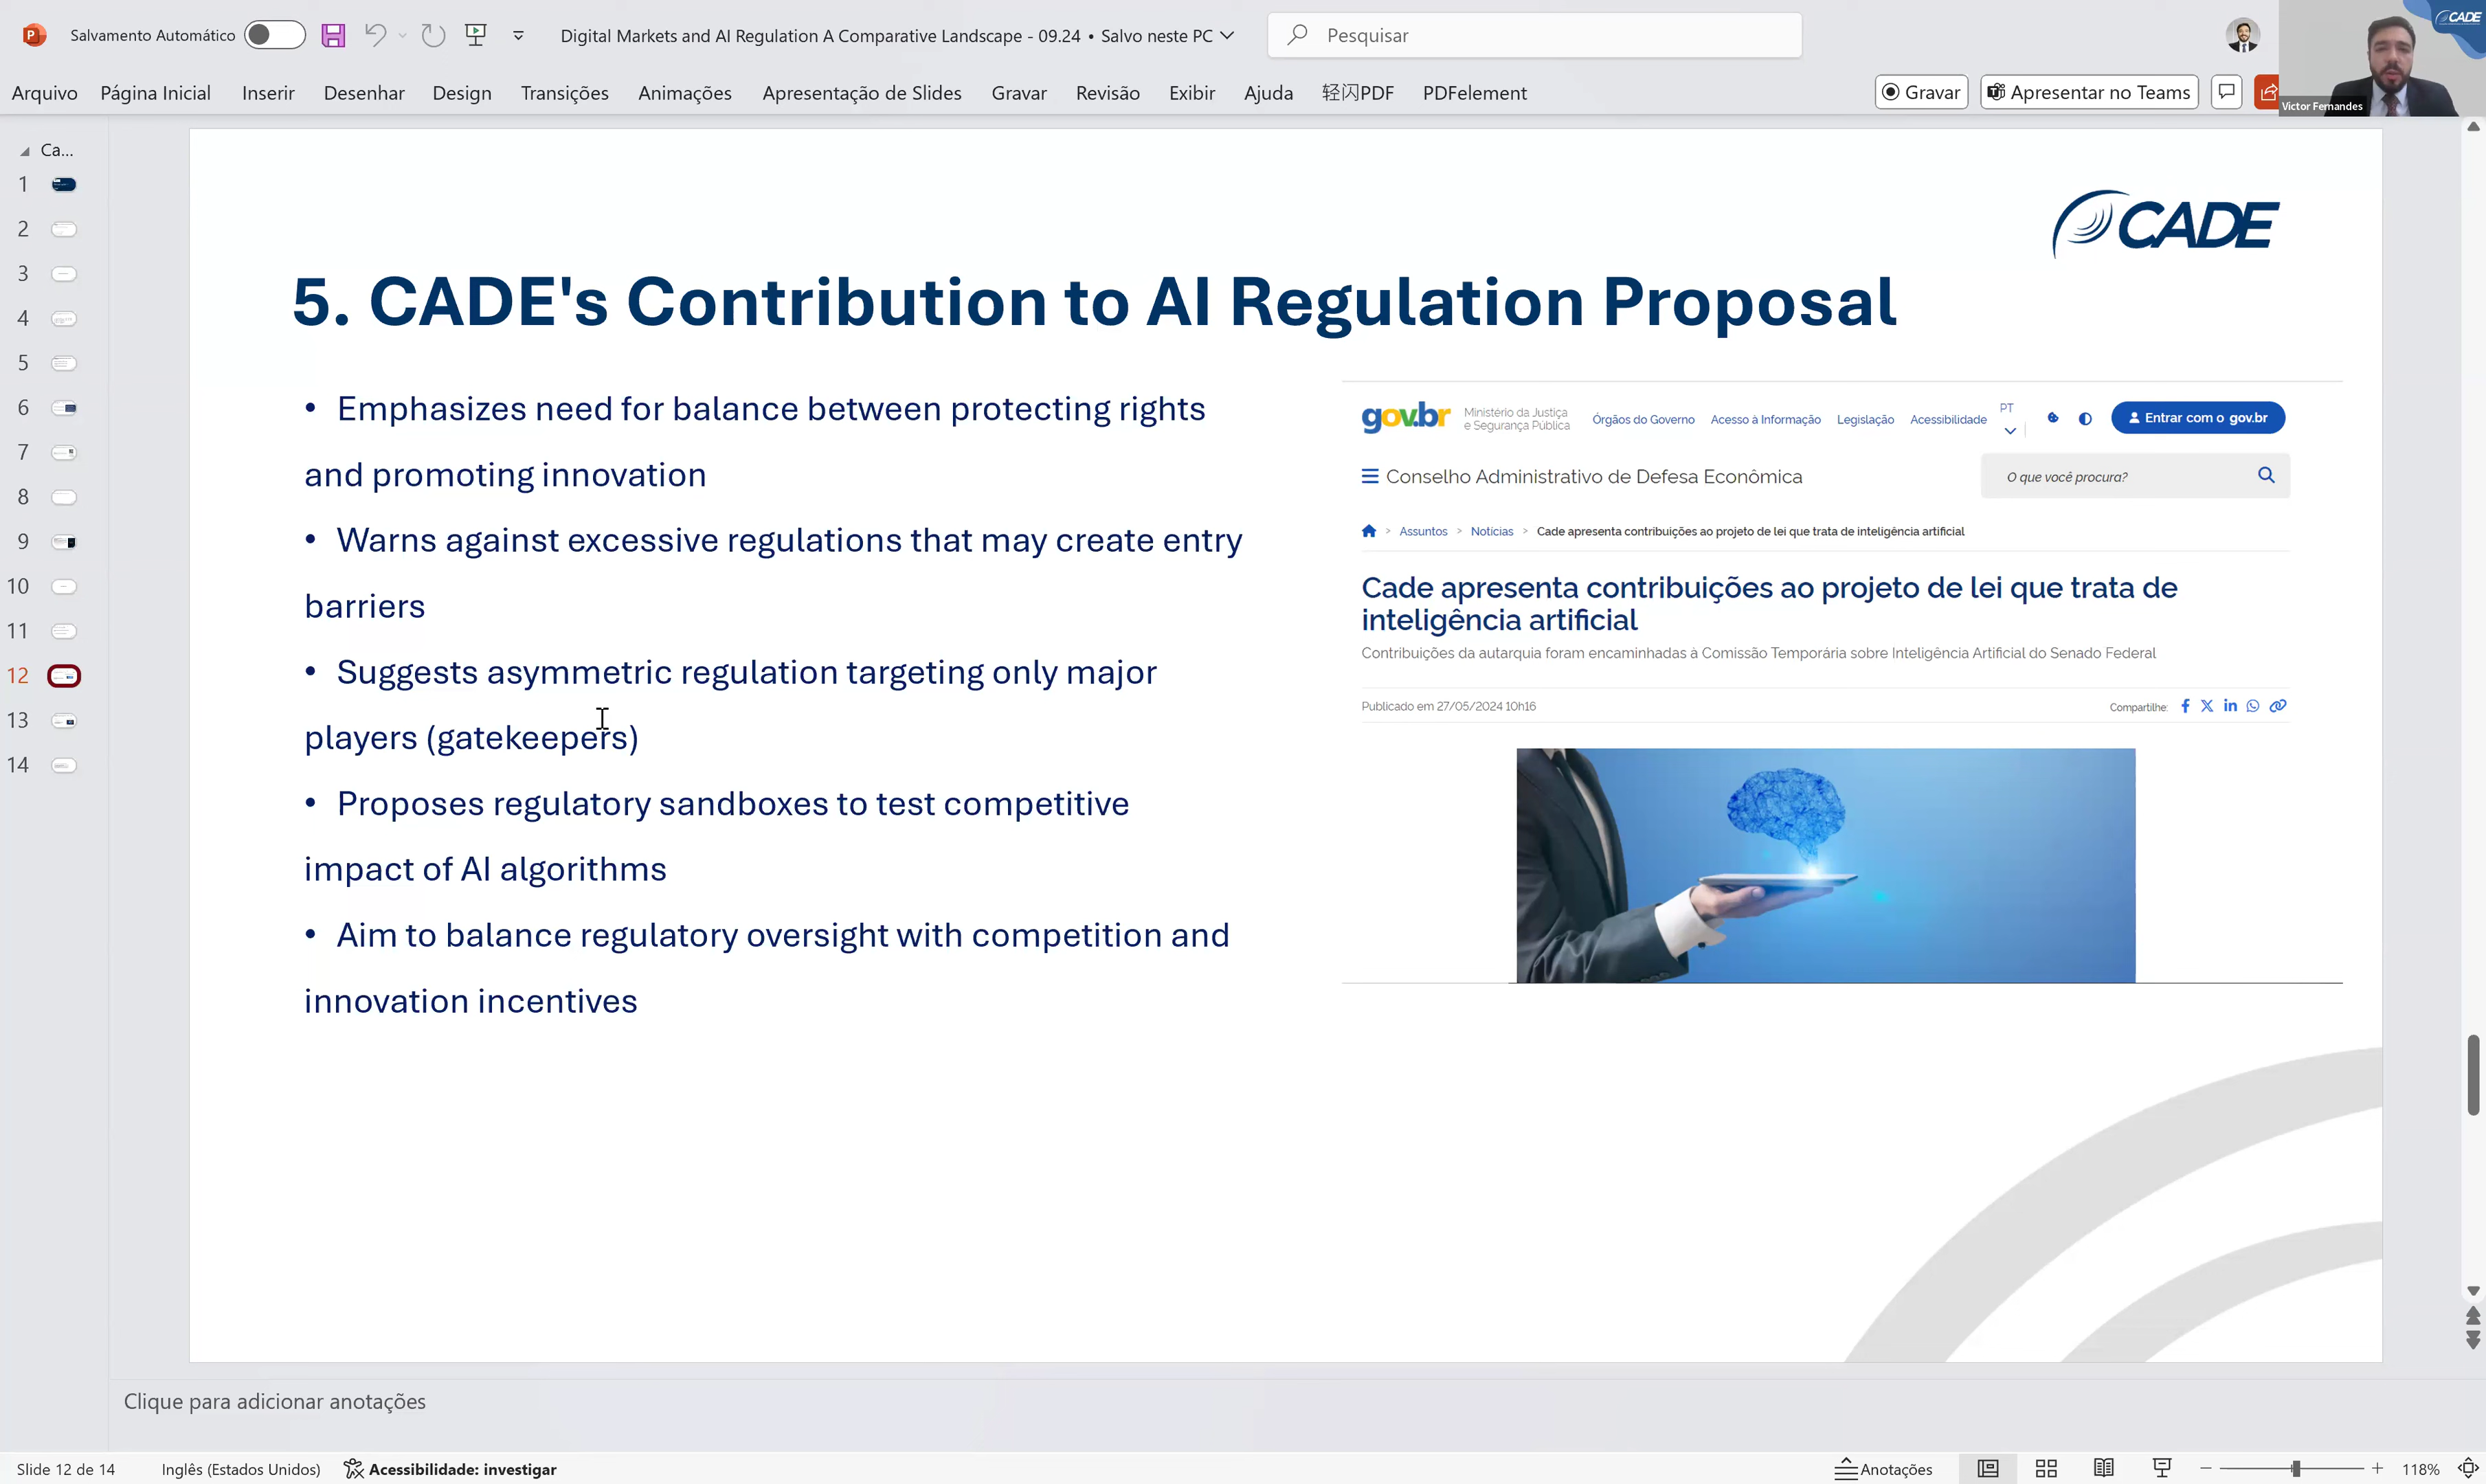 Salvamento Automático
Digital Markets and AI Regulation A Comparative Landscape - 09.24 • Salvo neste PC
Pesquisar
CADE
Victor Fernandes
Arquivo Página Inicial Inserir Desenhar Design Transições Animações Apresentação de Slides Gravar Revisão Exibir Ajuda 轻闪PDF PDFelement
Gravar
Apresentar no Teams
Ca...
1
2
3
4
5
6
7
8
9
10
11
12
13
14
CADE
5. CADE's Contribution to AI Regulation Proposal
• Emphasizes need for balance between protecting rights
and promoting innovation
• Warns against excessive regulations that may create entry
barriers
• Suggests asymmetric regulation targeting only major
players (gatekeepers)
• Proposes regulatory sandboxes to test competitive
impact of AI algorithms
• Aim to balance regulatory oversight with competition and
innovation incentives
gov.br
Ministério da Justiça
e Segurança Pública
Órgãos do Governo Acesso à Informação Legislação Acessibilidade
PT
Entrar com o gov.br
Conselho Administrativo de Defesa Econômica
O que você procura?
> Assuntos > Notícias > Cade apresenta contribuições ao projeto de lei que trata de inteligência artificial
Cade apresenta contribuições ao projeto de lei que trata de
inteligência artificial
Contribuições da autarquia foram encaminhadas à Comissão Temporária sobre Inteligência Artificial do Senado Federal
Publicado em 27/05/2024 10h16
Compartilhe:
Clique para adicionar anotações
Slide 12 de 14
Inglês (Estados Unidos)
Acessibilidade: investigar
Anotações
118%